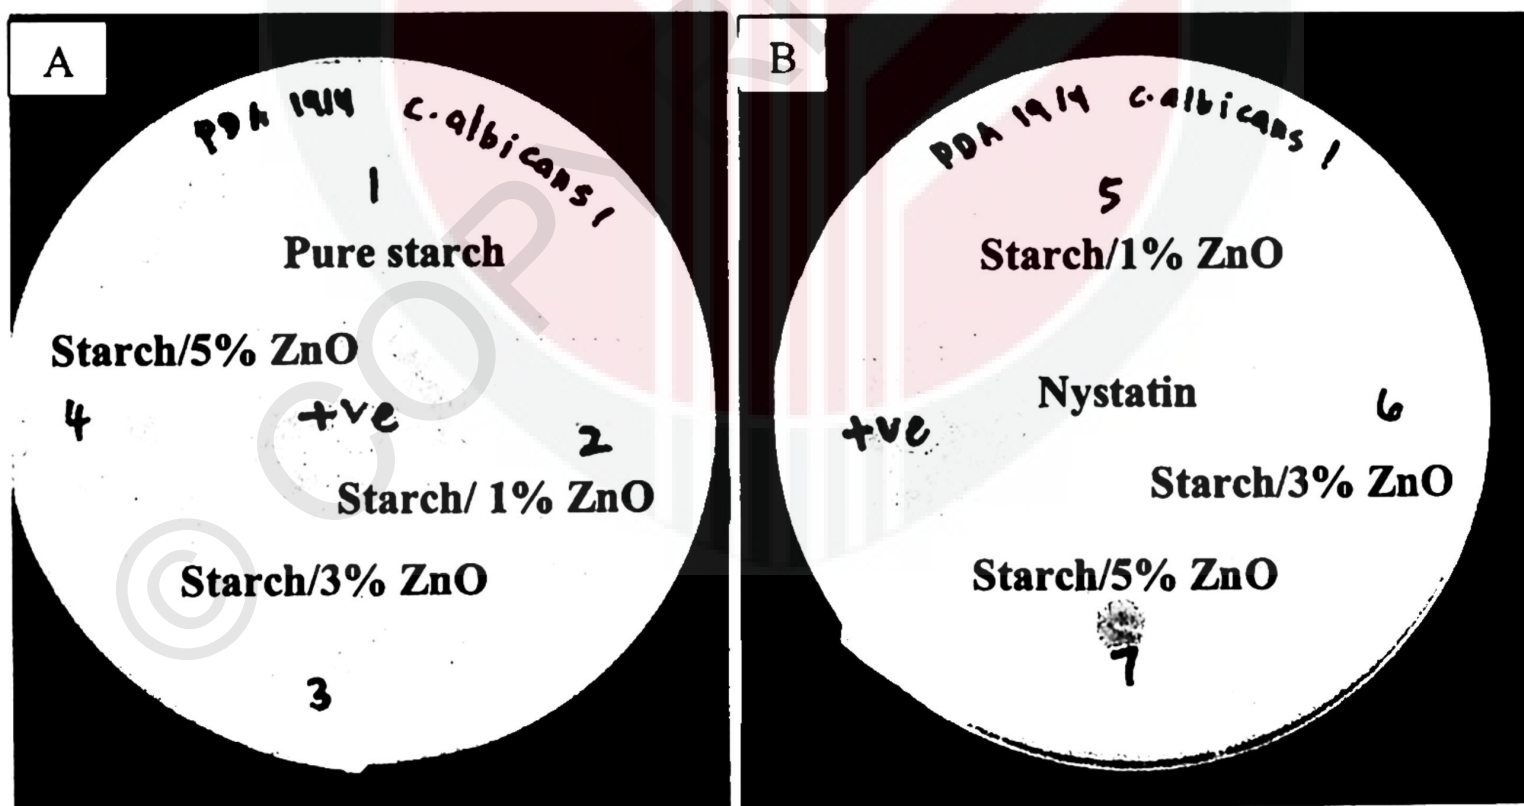 A
PDA 19/4 c.albicans 1
1
Pure starch
Starch/5% ZnO
4
+ve
2
Starch/ 1% ZnO
Starch/3% ZnO
3
B
PDA 19/4 c.albicans 1
5
Starch/1% ZnO
Nystatin
+ve
6
Starch/3% ZnO
Starch/5% ZnO
7